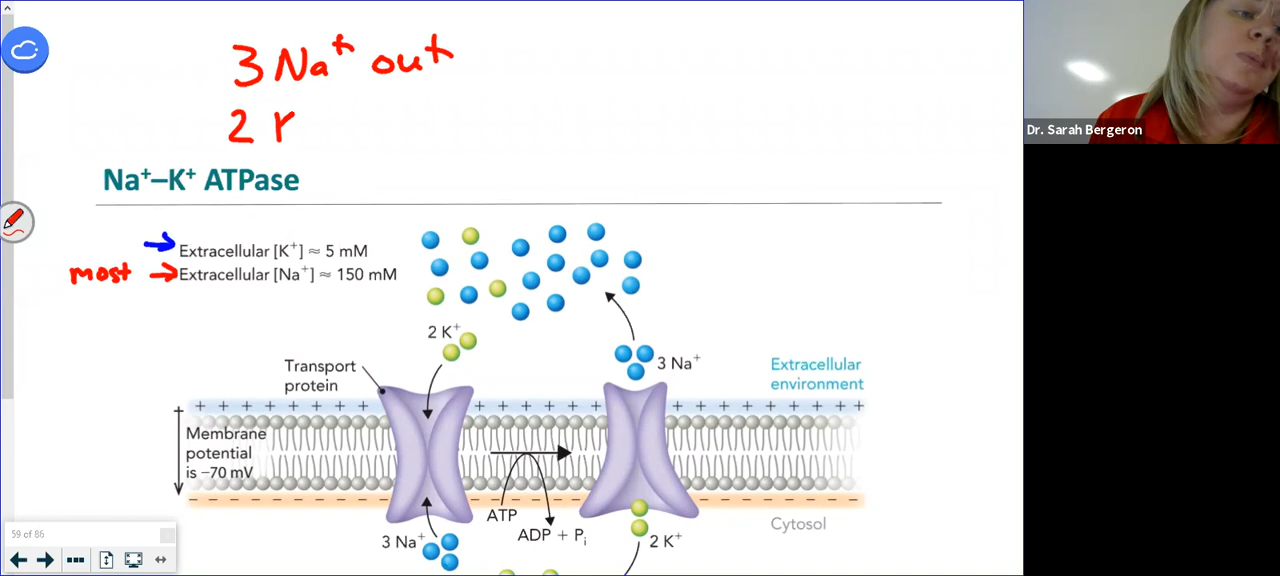 3 Na⁺ out
2 K
Dr. Sarah Bergeron
Na⁺–K⁺ ATPase
Extracellular [K⁺] ≈ 5 mM
most Extracellular [Na⁺] ≈ 150 mM
2 K⁺
3 Na⁺
Transport
protein
Extracellular
environment
+ + + + + + + + + + + + + + + + + + + + + + + +
Membrane
potential
is −70 mV
ATP
ADP + Pᵢ
Cytosol
3 Na⁺
2 K⁺
59 of 86